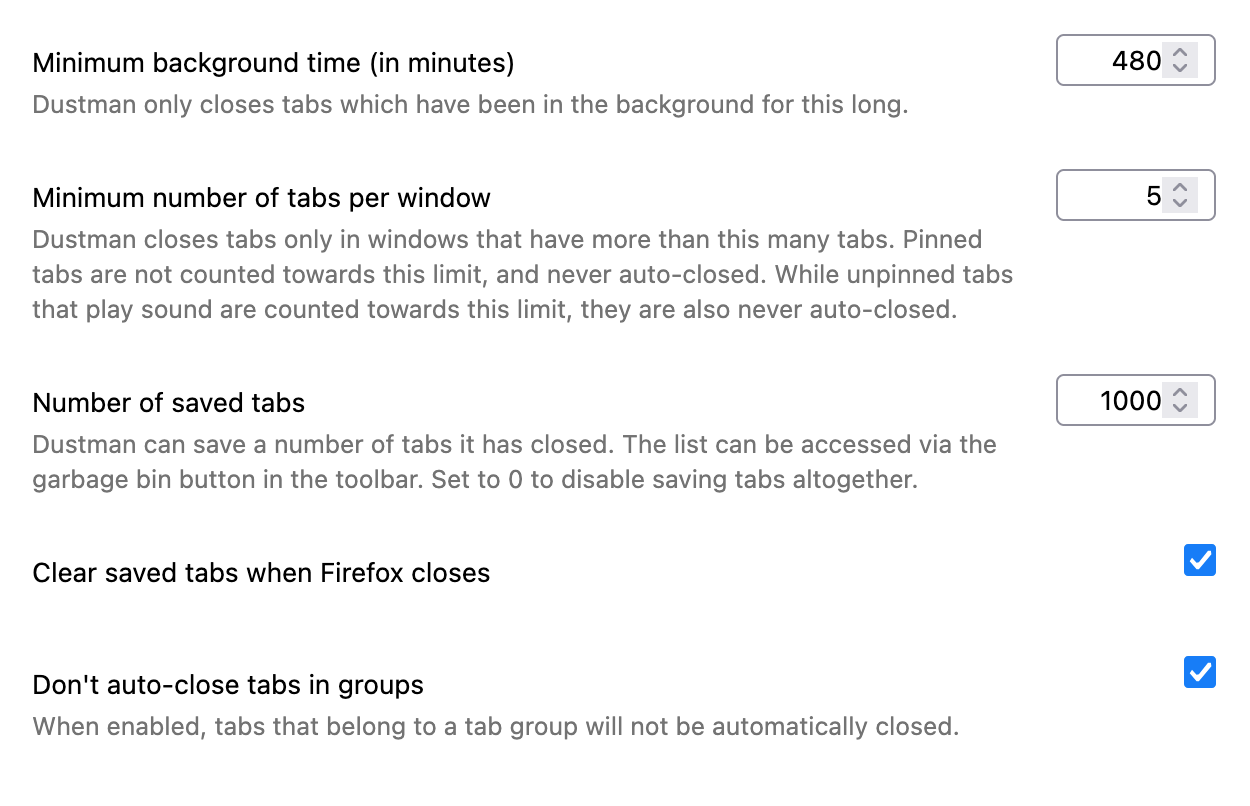 Minimum background time (in minutes)
480
Dustman only closes tabs which have been in the background for this long.
Minimum number of tabs per window
5
Dustman closes tabs only in windows that have more than this many tabs. Pinned
tabs are not counted towards this limit, and never auto-closed. While unpinned tabs
that play sound are counted towards this limit, they are also never auto-closed.
Number of saved tabs
1000
Dustman can save a number of tabs it has closed. The list can be accessed via the
garbage bin button in the toolbar. Set to 0 to disable saving tabs altogether.
Clear saved tabs when Firefox closes
Don't auto-close tabs in groups
When enabled, tabs that belong to a tab group will not be automatically closed.